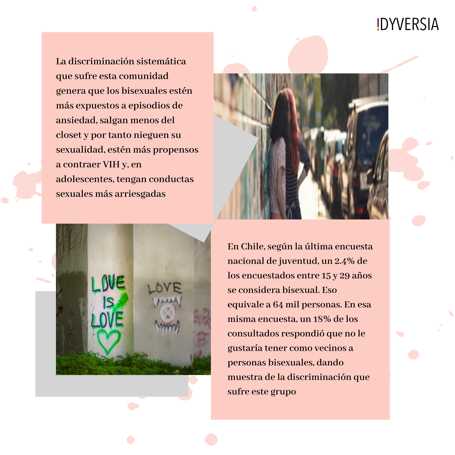 !DYVERSIA
La discriminación sistemática
que sufre esta comunidad
genera que los bisexuales estén
más expuestos a episodios de
ansiedad, salgan menos del
closet y por tanto nieguen su
sexualidad, estén más propensos
a contraer VIH y, en
adolescentes, tengan conductas
sexuales más arriesgadas
LOVE
IS
LOVE
LOVE
En Chile, según la última encuesta
nacional de juventud, un 2.4% de
los encuestados entre 15 y 29 años
se considera bisexual. Eso
equivale a 64 mil personas. En esa
misma encuesta, un 18% de los
consultados respondió que no le
gustaría tener como vecinos a
personas bisexuales, dando
muestra de la discriminación que
sufre este grupo